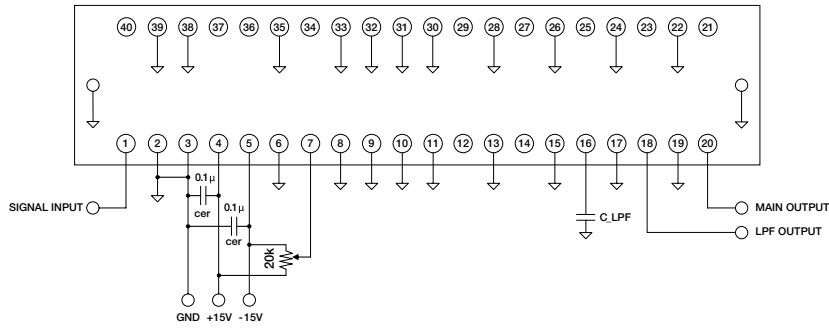 40 39 38 37 36 35 34 33 32 31 30 29 28 27 26 25 24 23 22 21
1 2 3 4 5 6 7 8 9 10 11 12 13 14 15 16 17 18 19 20
0.1 μ
cer
0.1 μ
cer
SIGNAL INPUT
C_LPF
MAIN OUTPUT
LPF OUTPUT
20k
GND +15V -15V